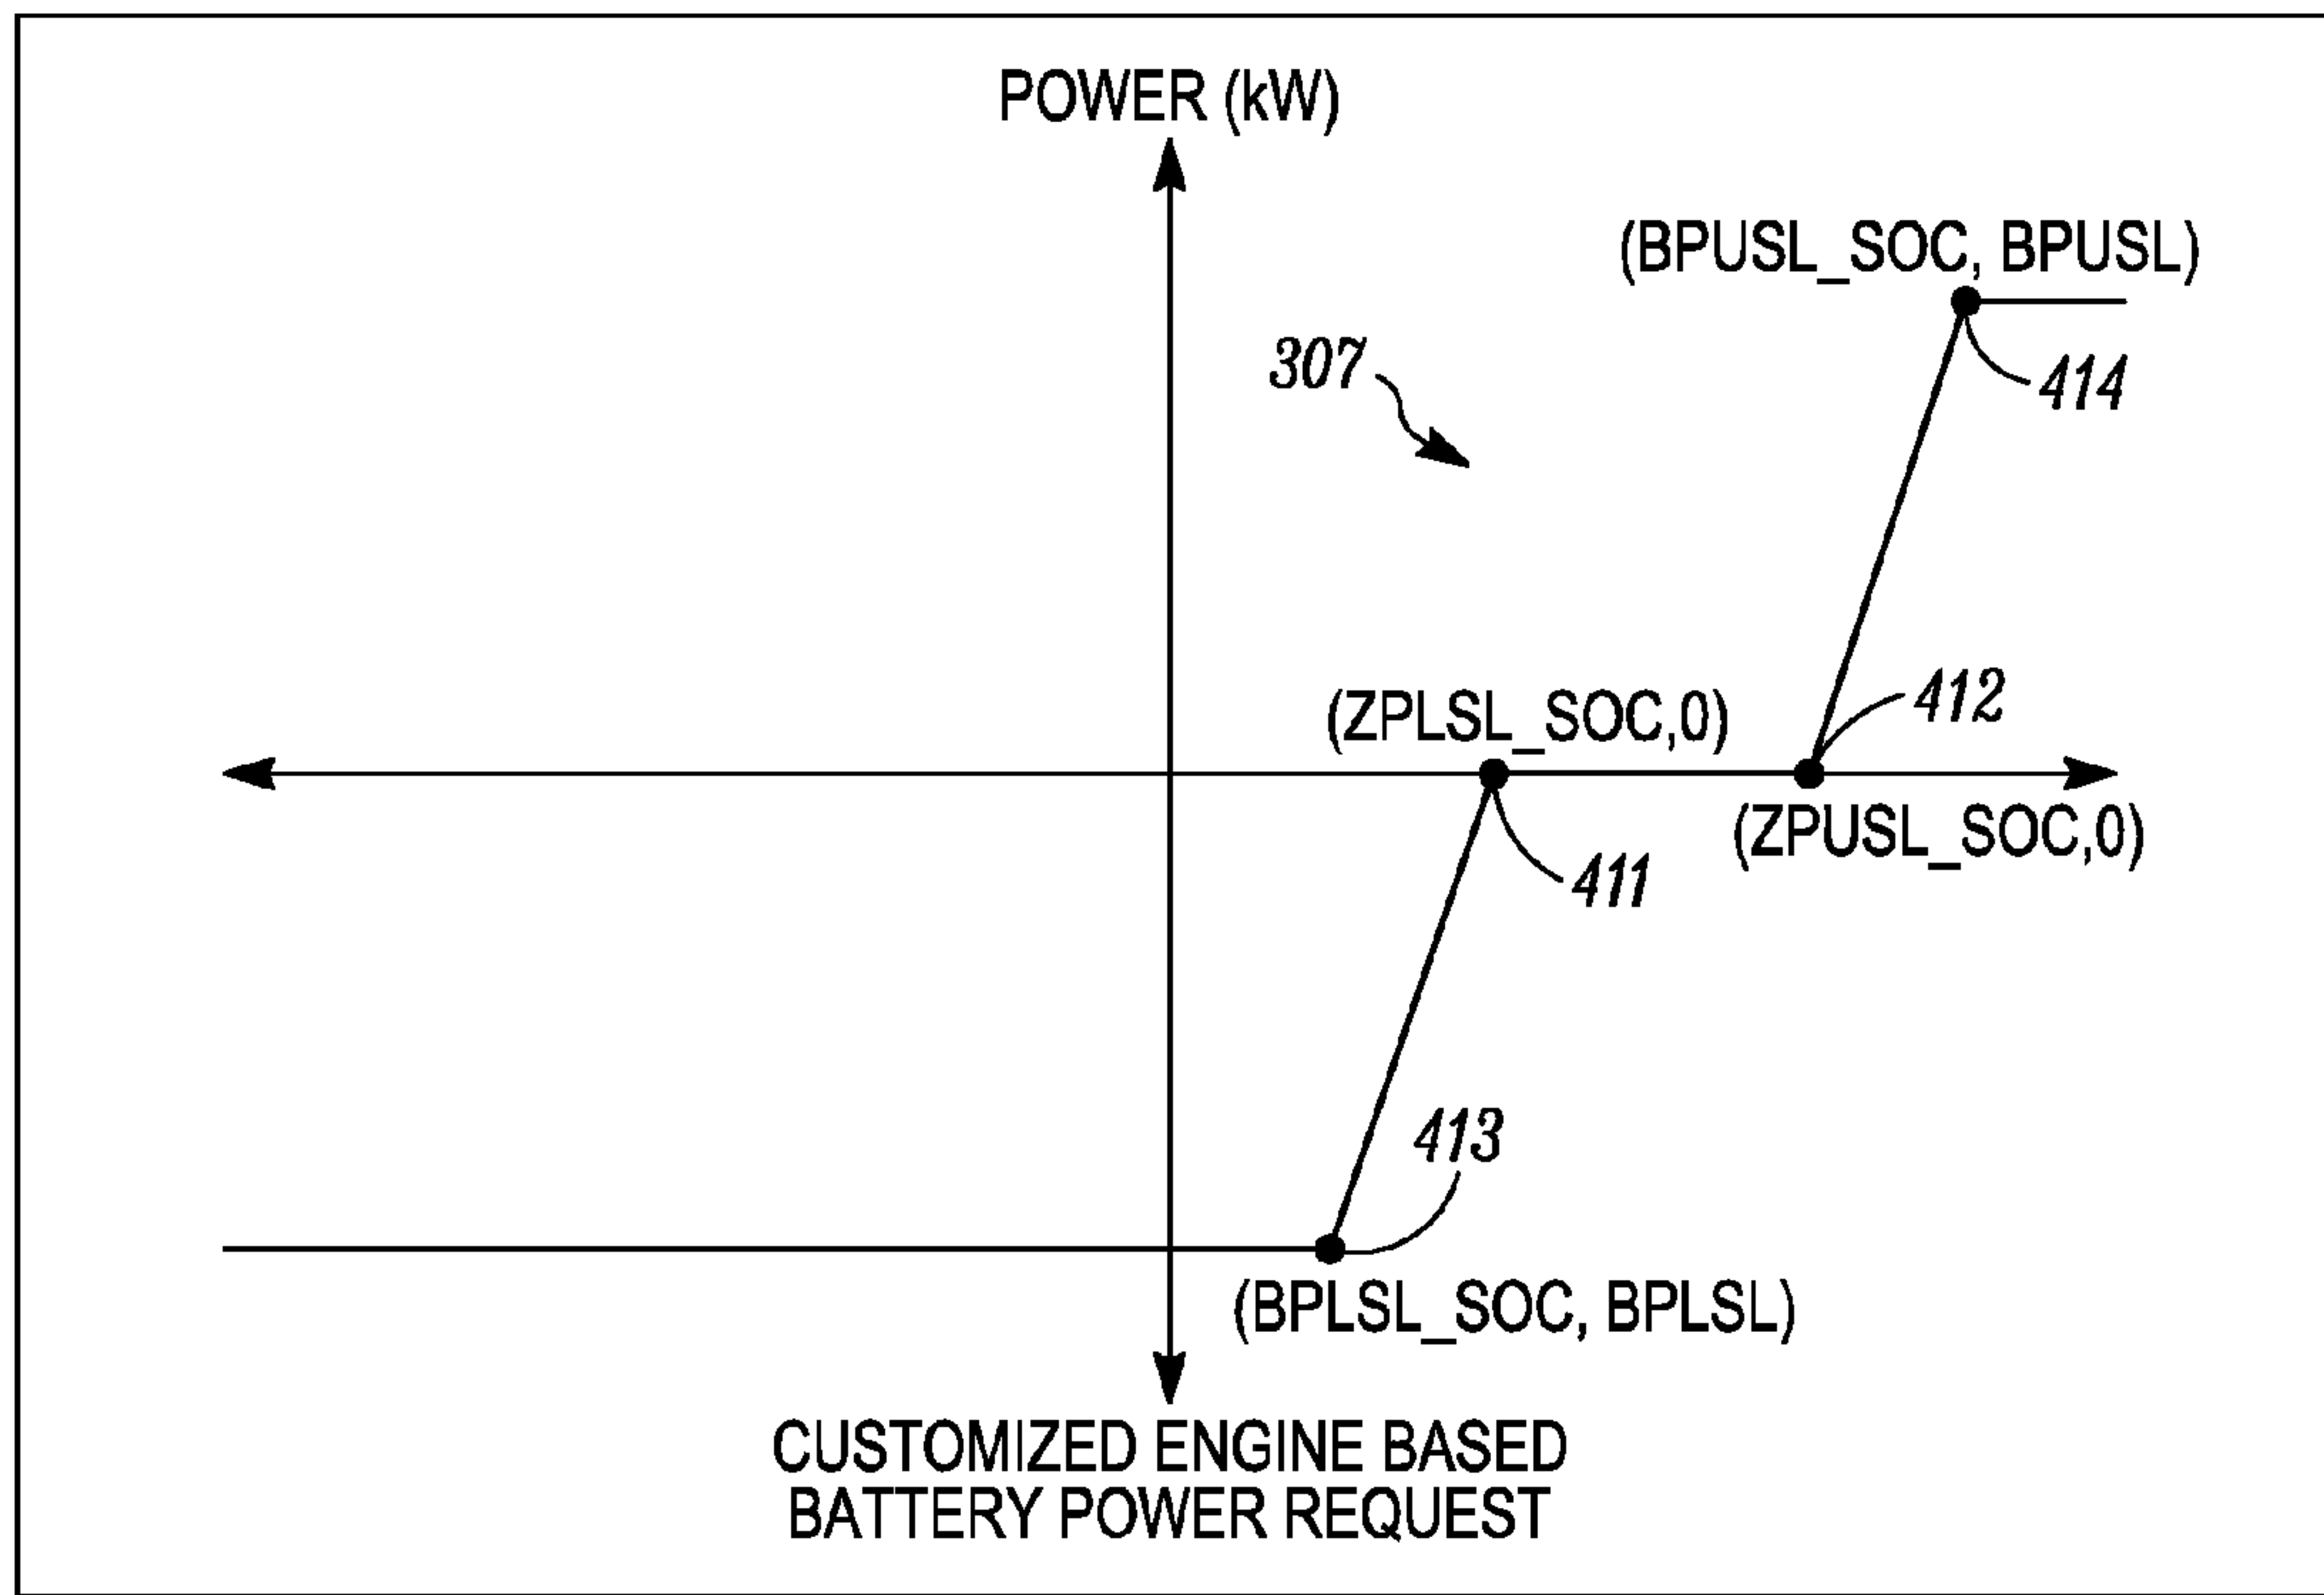 POWER (kW)
(BPUSL_SOC, BPUSL)
307
414
412
(ZPLSL_SOC,0)
(ZPUSL_SOC,0)
411
413
(BPLSL_SOC, BPLSL)
CUSTOMIZED ENGINE BASED
BATTERY POWER REQUEST